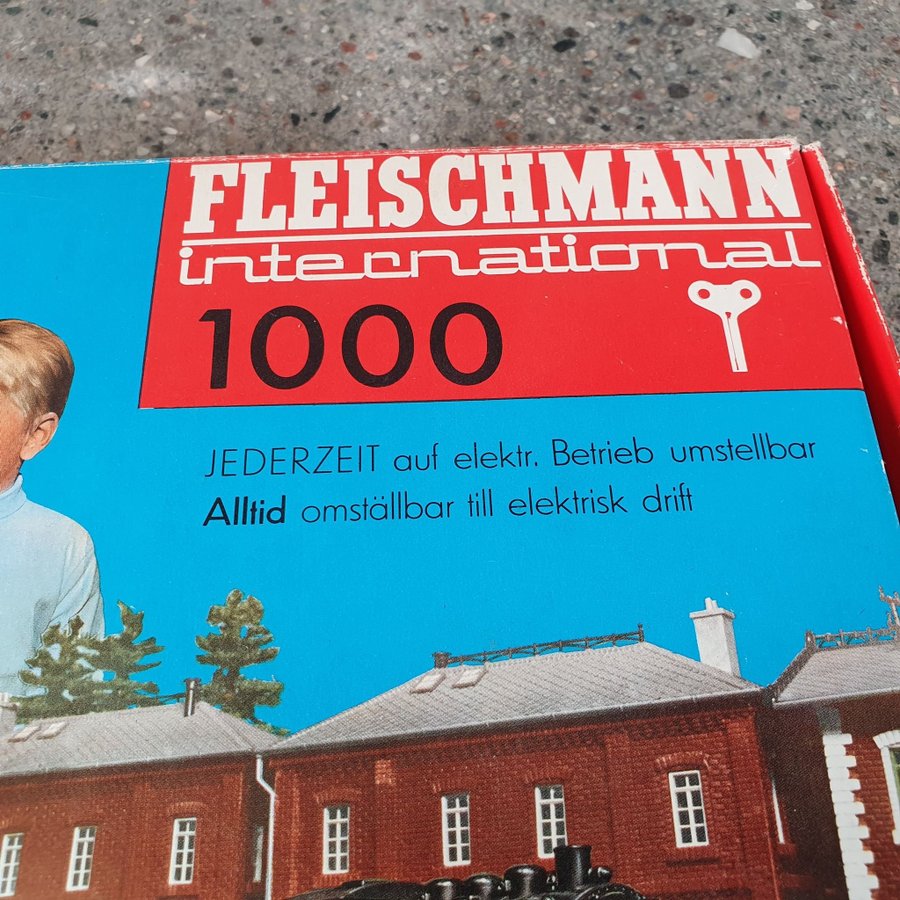 FLEISCHMANN
international
1000
JEDERZEIT auf elektr. Betrieb umstellbar
Alltid omställbar till elektrisk drift